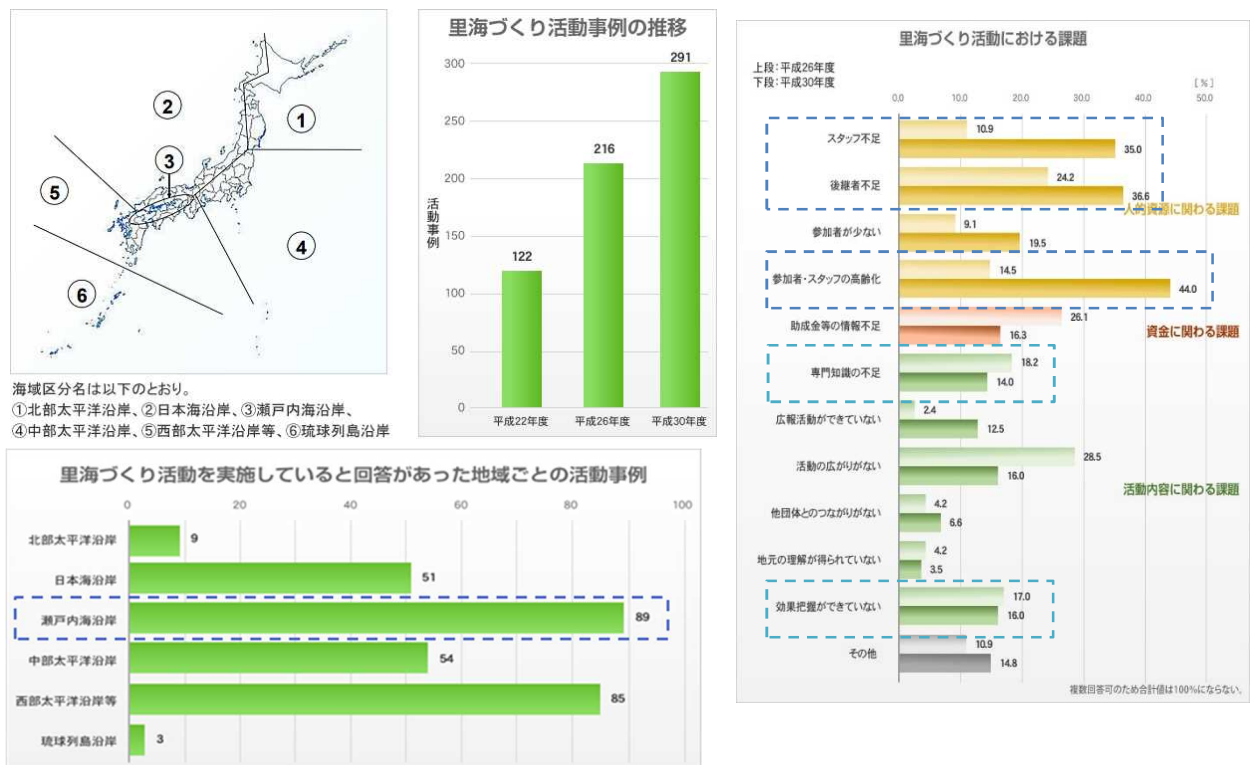 ②
①
③
⑤
④
⑥
海域区分名は以下のとおり。
①北部太平洋沿岸、②日本海沿岸、③瀬戸内海沿岸、
④中部太平洋沿岸、⑤西部太平洋沿岸等、⑥琉球列島沿岸
里海づくり活動事例の推移
300
250
200
150
100
50
0
活動事例
122
216
291
平成22年度
平成26年度
平成30年度
里海づくり活動を実施していると回答があった地域ごとの活動事例
0 20 40 60 80 100
北部太平洋沿岸 9
日本海沿岸 51
瀬戸内海沿岸 89
中部太平洋沿岸 54
西部太平洋沿岸等 85
琉球列島沿岸 3
里海づくり活動における課題
上段:平成26年度
下段:平成30年度
[%]
0.0 10.0 20.0 30.0 40.0 50.0
スタッフ不足
10.9
35.0
後継者不足
24.2
36.6
人的資源に関わる課題
参加者が少ない
9.1
19.5
参加者・スタッフの高齢化
14.5
44.0
助成金等の情報不足
26.1
16.3
資金に関わる課題
専門知識の不足
18.2
14.0
広報活動ができていない
2.4
12.5
活動の広がりがない
28.5
16.0
活動内容に関わる課題
他団体とのつながりがない
4.2
6.6
地元の理解が得られていない
4.2
3.5
効果把握ができていない
17.0
16.0
その他
10.9
14.8
複数回答可のため合計値は100%にならない。